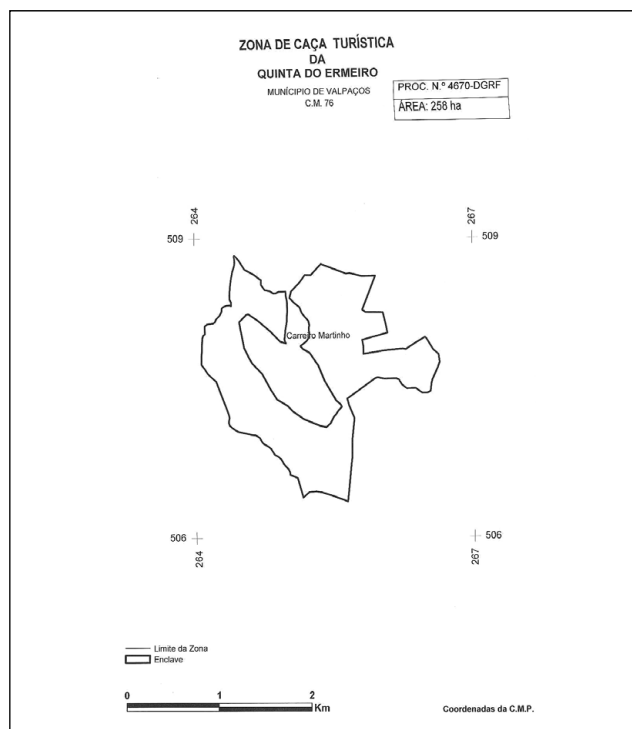 ZONA DE CAÇA TURÍSTICA
DA
QUINTA DO ERMEIRO
MUNÍCIPIO DE VALPAÇOS
C.M. 76
PROC. N.º 4670-DGRF
ÁREA: 258 ha
264
267
509
509
Carreiro Martinho
506
506
264
267
Limite da Zona
Enclave
0 1 2
Km
Coordenadas da C.M.P.